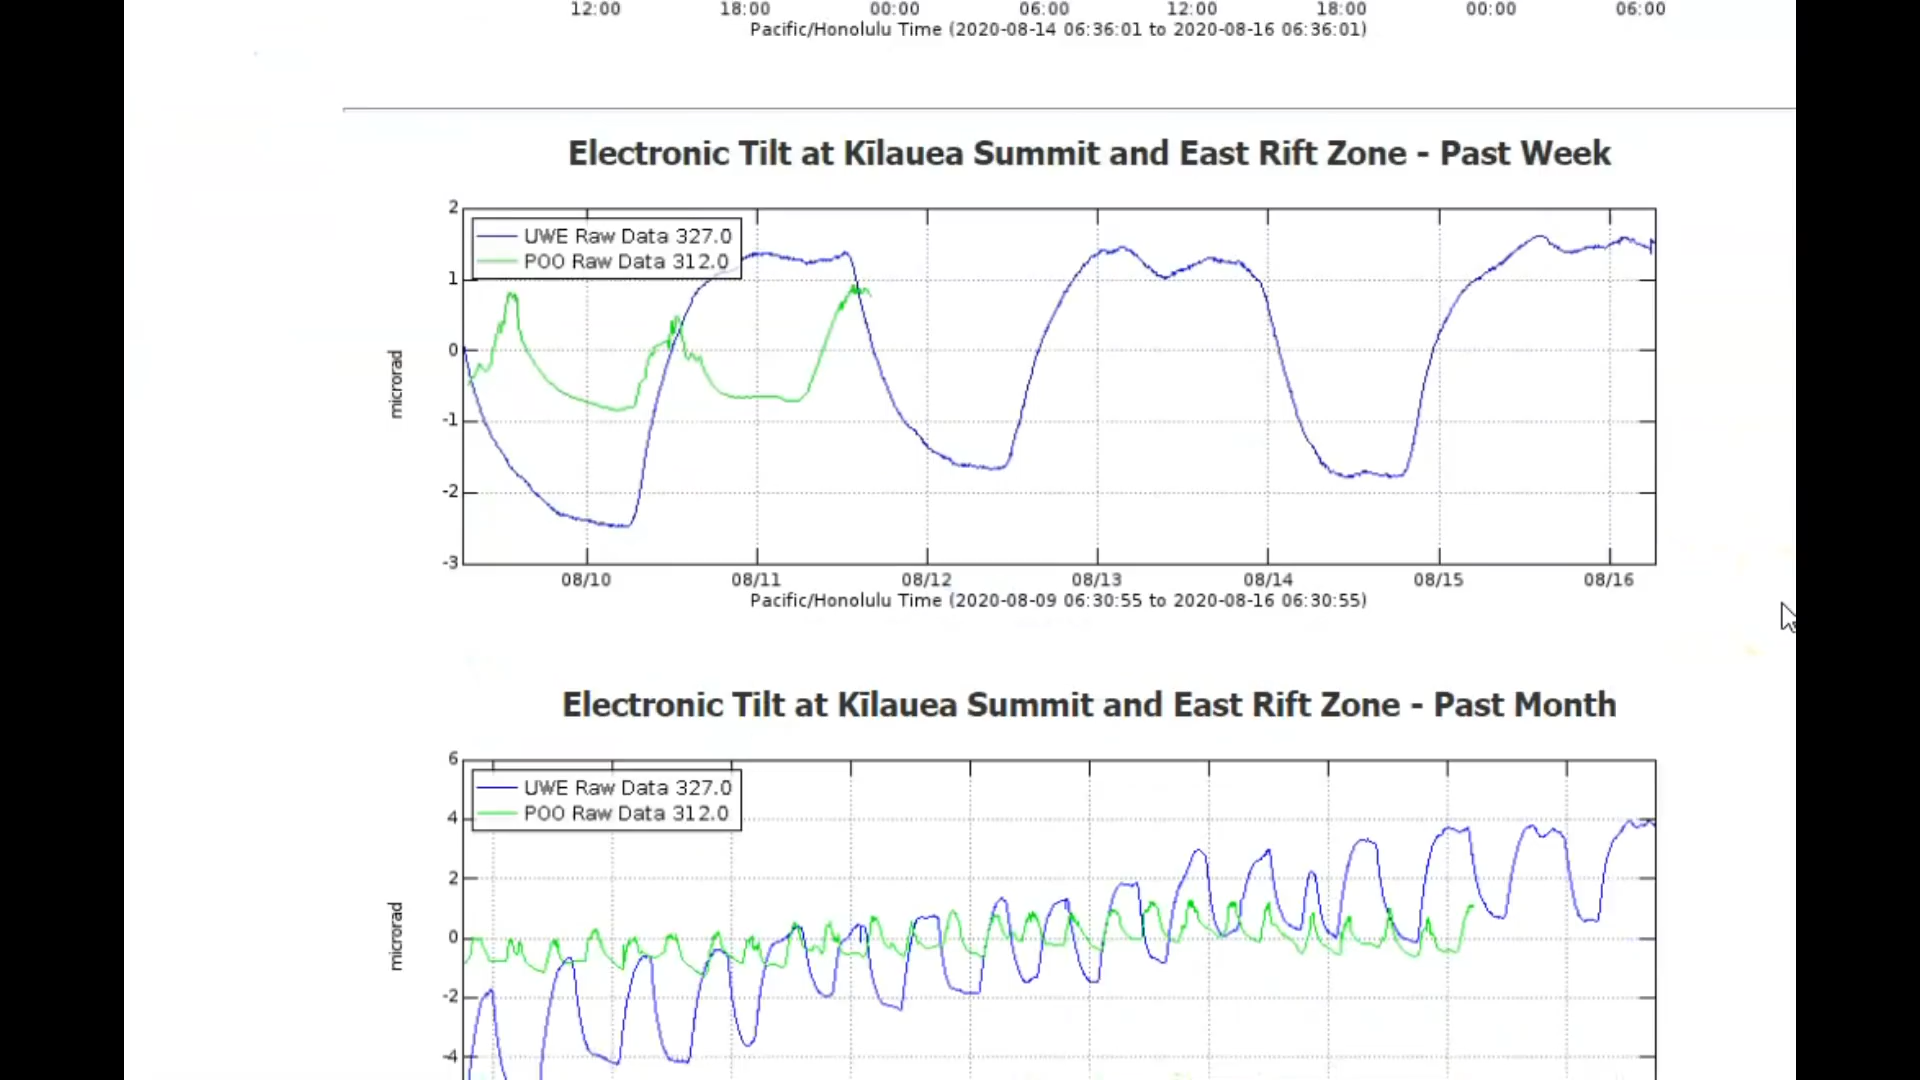 12:00 18:00 00:00 06:00 12:00 18:00 00:00 06:00
Pacific/Honolulu Time (2020-08-14 06:36:01 to 2020-08-16 06:36:01)
Electronic Tilt at Kīlauea Summit and East Rift Zone - Past Week
UWE Raw Data 327.0
POO Raw Data 312.0
2
1
0
-1
-2
-3
microrad
08/10 08/11 08/12 08/13 08/14 08/15 08/16
Pacific/Honolulu Time (2020-08-09 06:30:55 to 2020-08-16 06:30:55)
Electronic Tilt at Kīlauea Summit and East Rift Zone - Past Month
UWE Raw Data 327.0
POO Raw Data 312.0
6
4
2
0
-2
-4
microrad